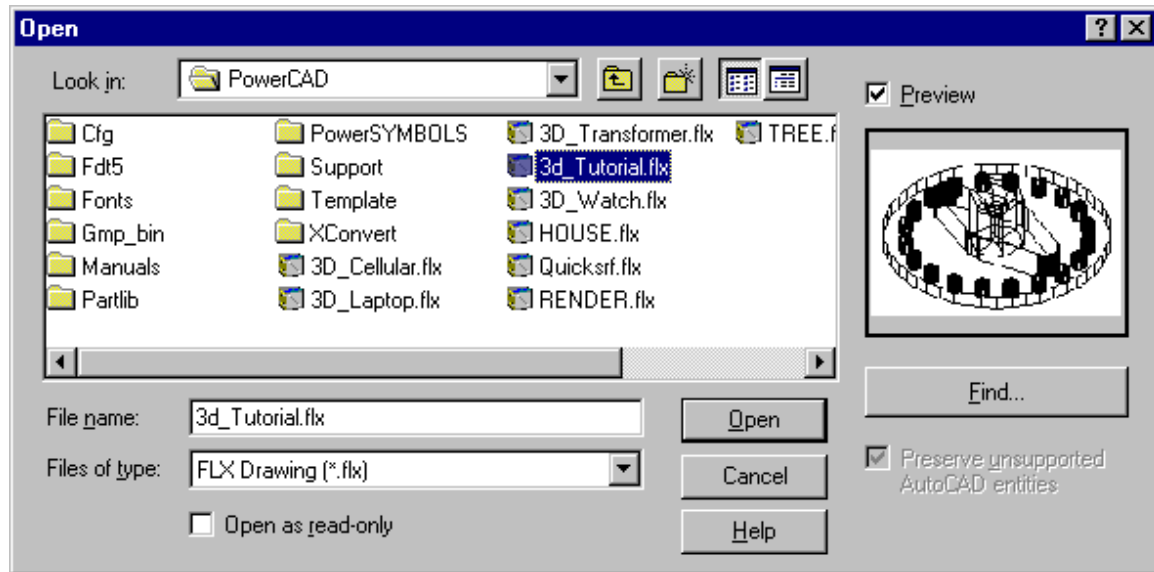 Open
Look in: PowerCAD
Preview
Cfg PowerSYMBOLS 3D_Transformer.flx TREE.f
Fdt5 Support 3d_Tutorial.flx
Fonts Template 3D_Watch.flx
Gmp_bin XConvert HOUSE.flx
Manuals 3D_Cellular.flx Quicksrf.flx
Partlib 3D_Laptop.flx RENDER.flx
Find...
File name: 3d_Tutorial.flx Open
Files of type: FLX Drawing (*.flx) Cancel
Preserve unsupported
AutoCAD entities
Open as read-only Help